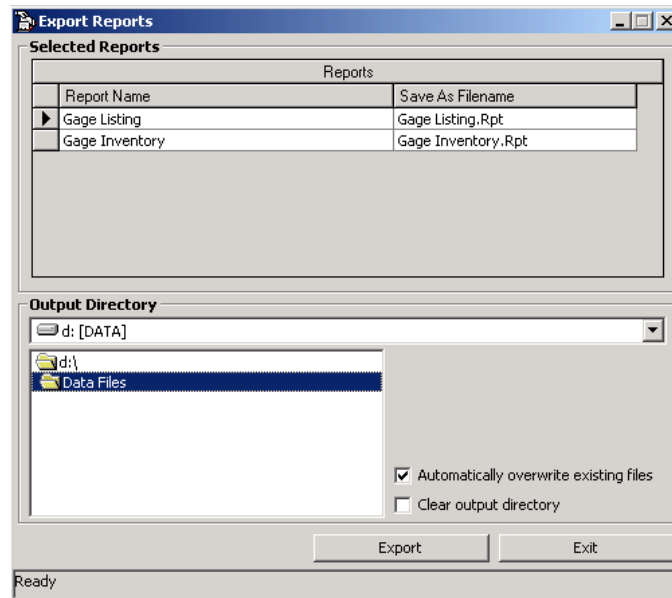 Export Reports
Selected Reports
Reports
Report Name Save As Filename
Gage Listing Gage Listing.Rpt
Gage Inventory Gage Inventory.Rpt
Output Directory
d: [DATA]
d:\
Data Files
Automatically overwrite existing files
Clear output directory
Export Exit
Ready